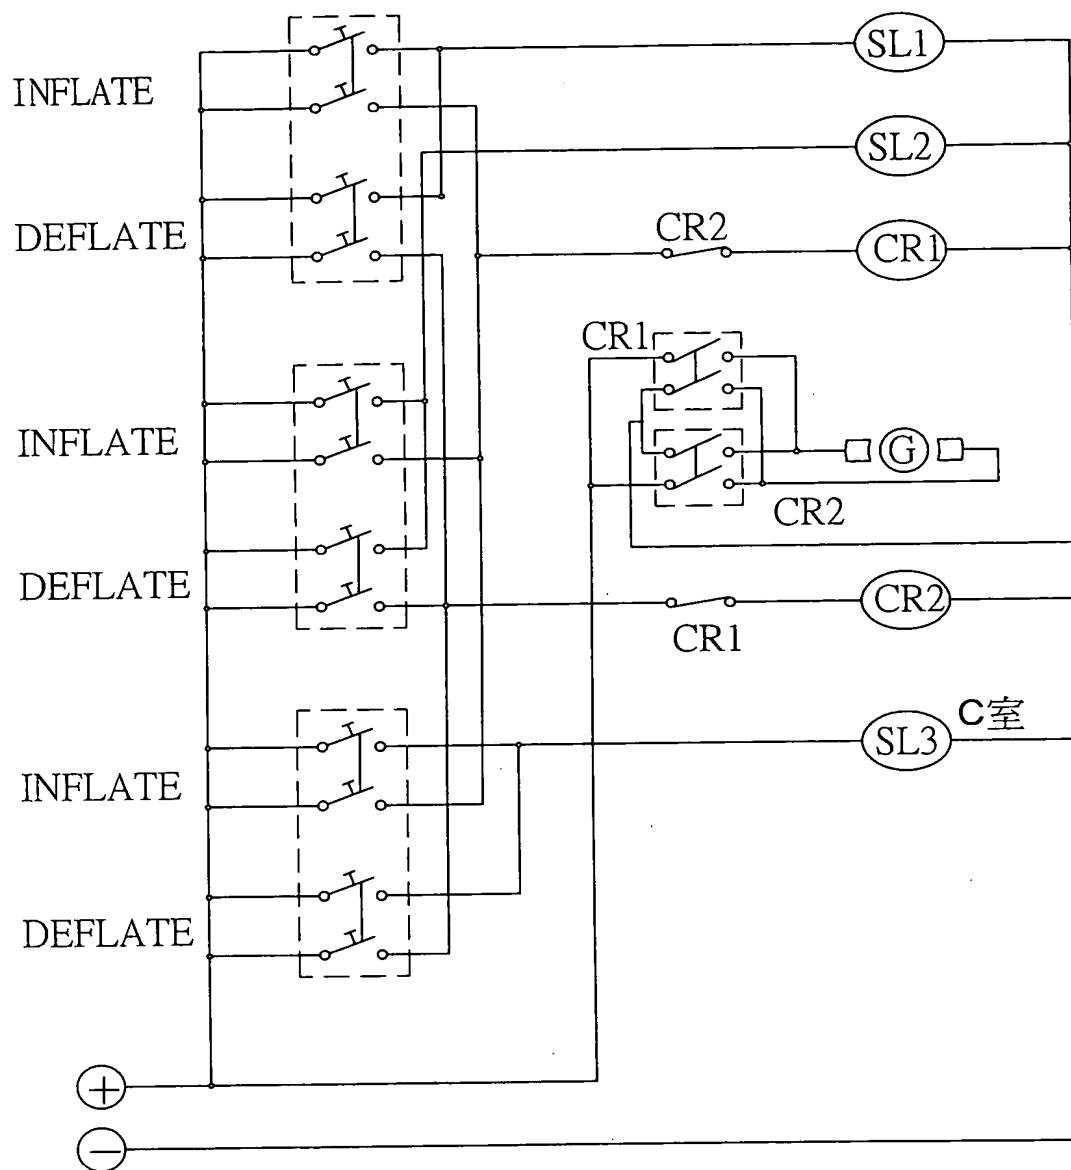 SL1
INFLATE
SL2
DEFLATE
CR2
CR1
CR1
INFLATE
G
CR2
DEFLATE
CR2
CR1
C室
SL3
INFLATE
DEFLATE
+
−